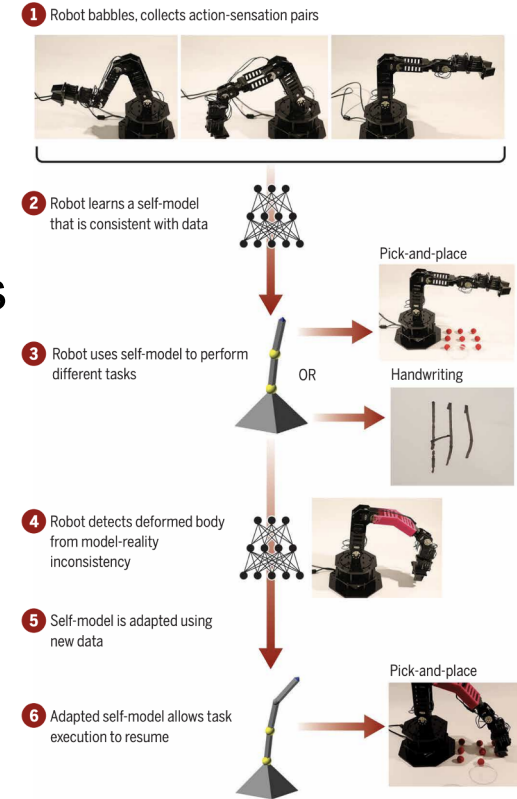 1 Robot babbles, collects action-sensation pairs
2 Robot learns a self-model
that is consistent with data
Pick-and-place
s
3 Robot uses self-model to perform
different tasks
OR
Handwriting
Hi)
4 Robot detects deformed body
from model-reality
inconsistency
5 Self-model is adapted using
new data
Pick-and-place
6 Adapted self-model allows task
execution to resume